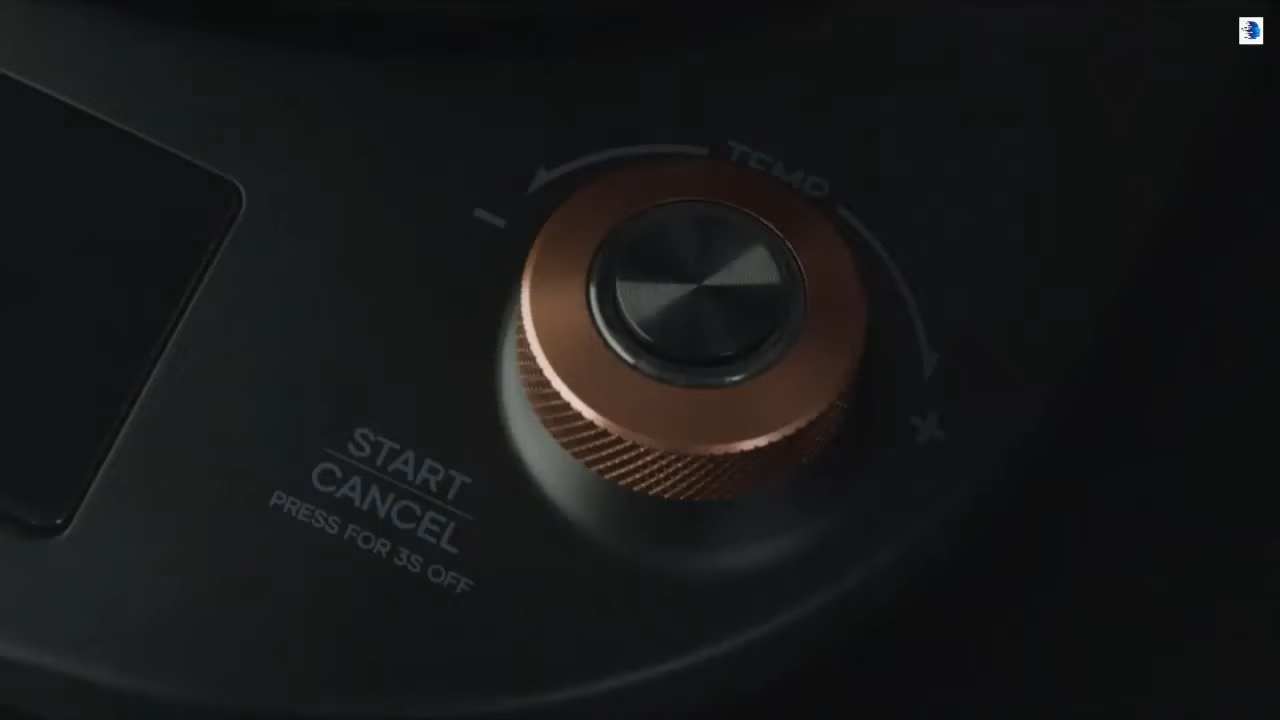 TEMP
-
+
START
CANCEL
PRESS FOR 3S OFF